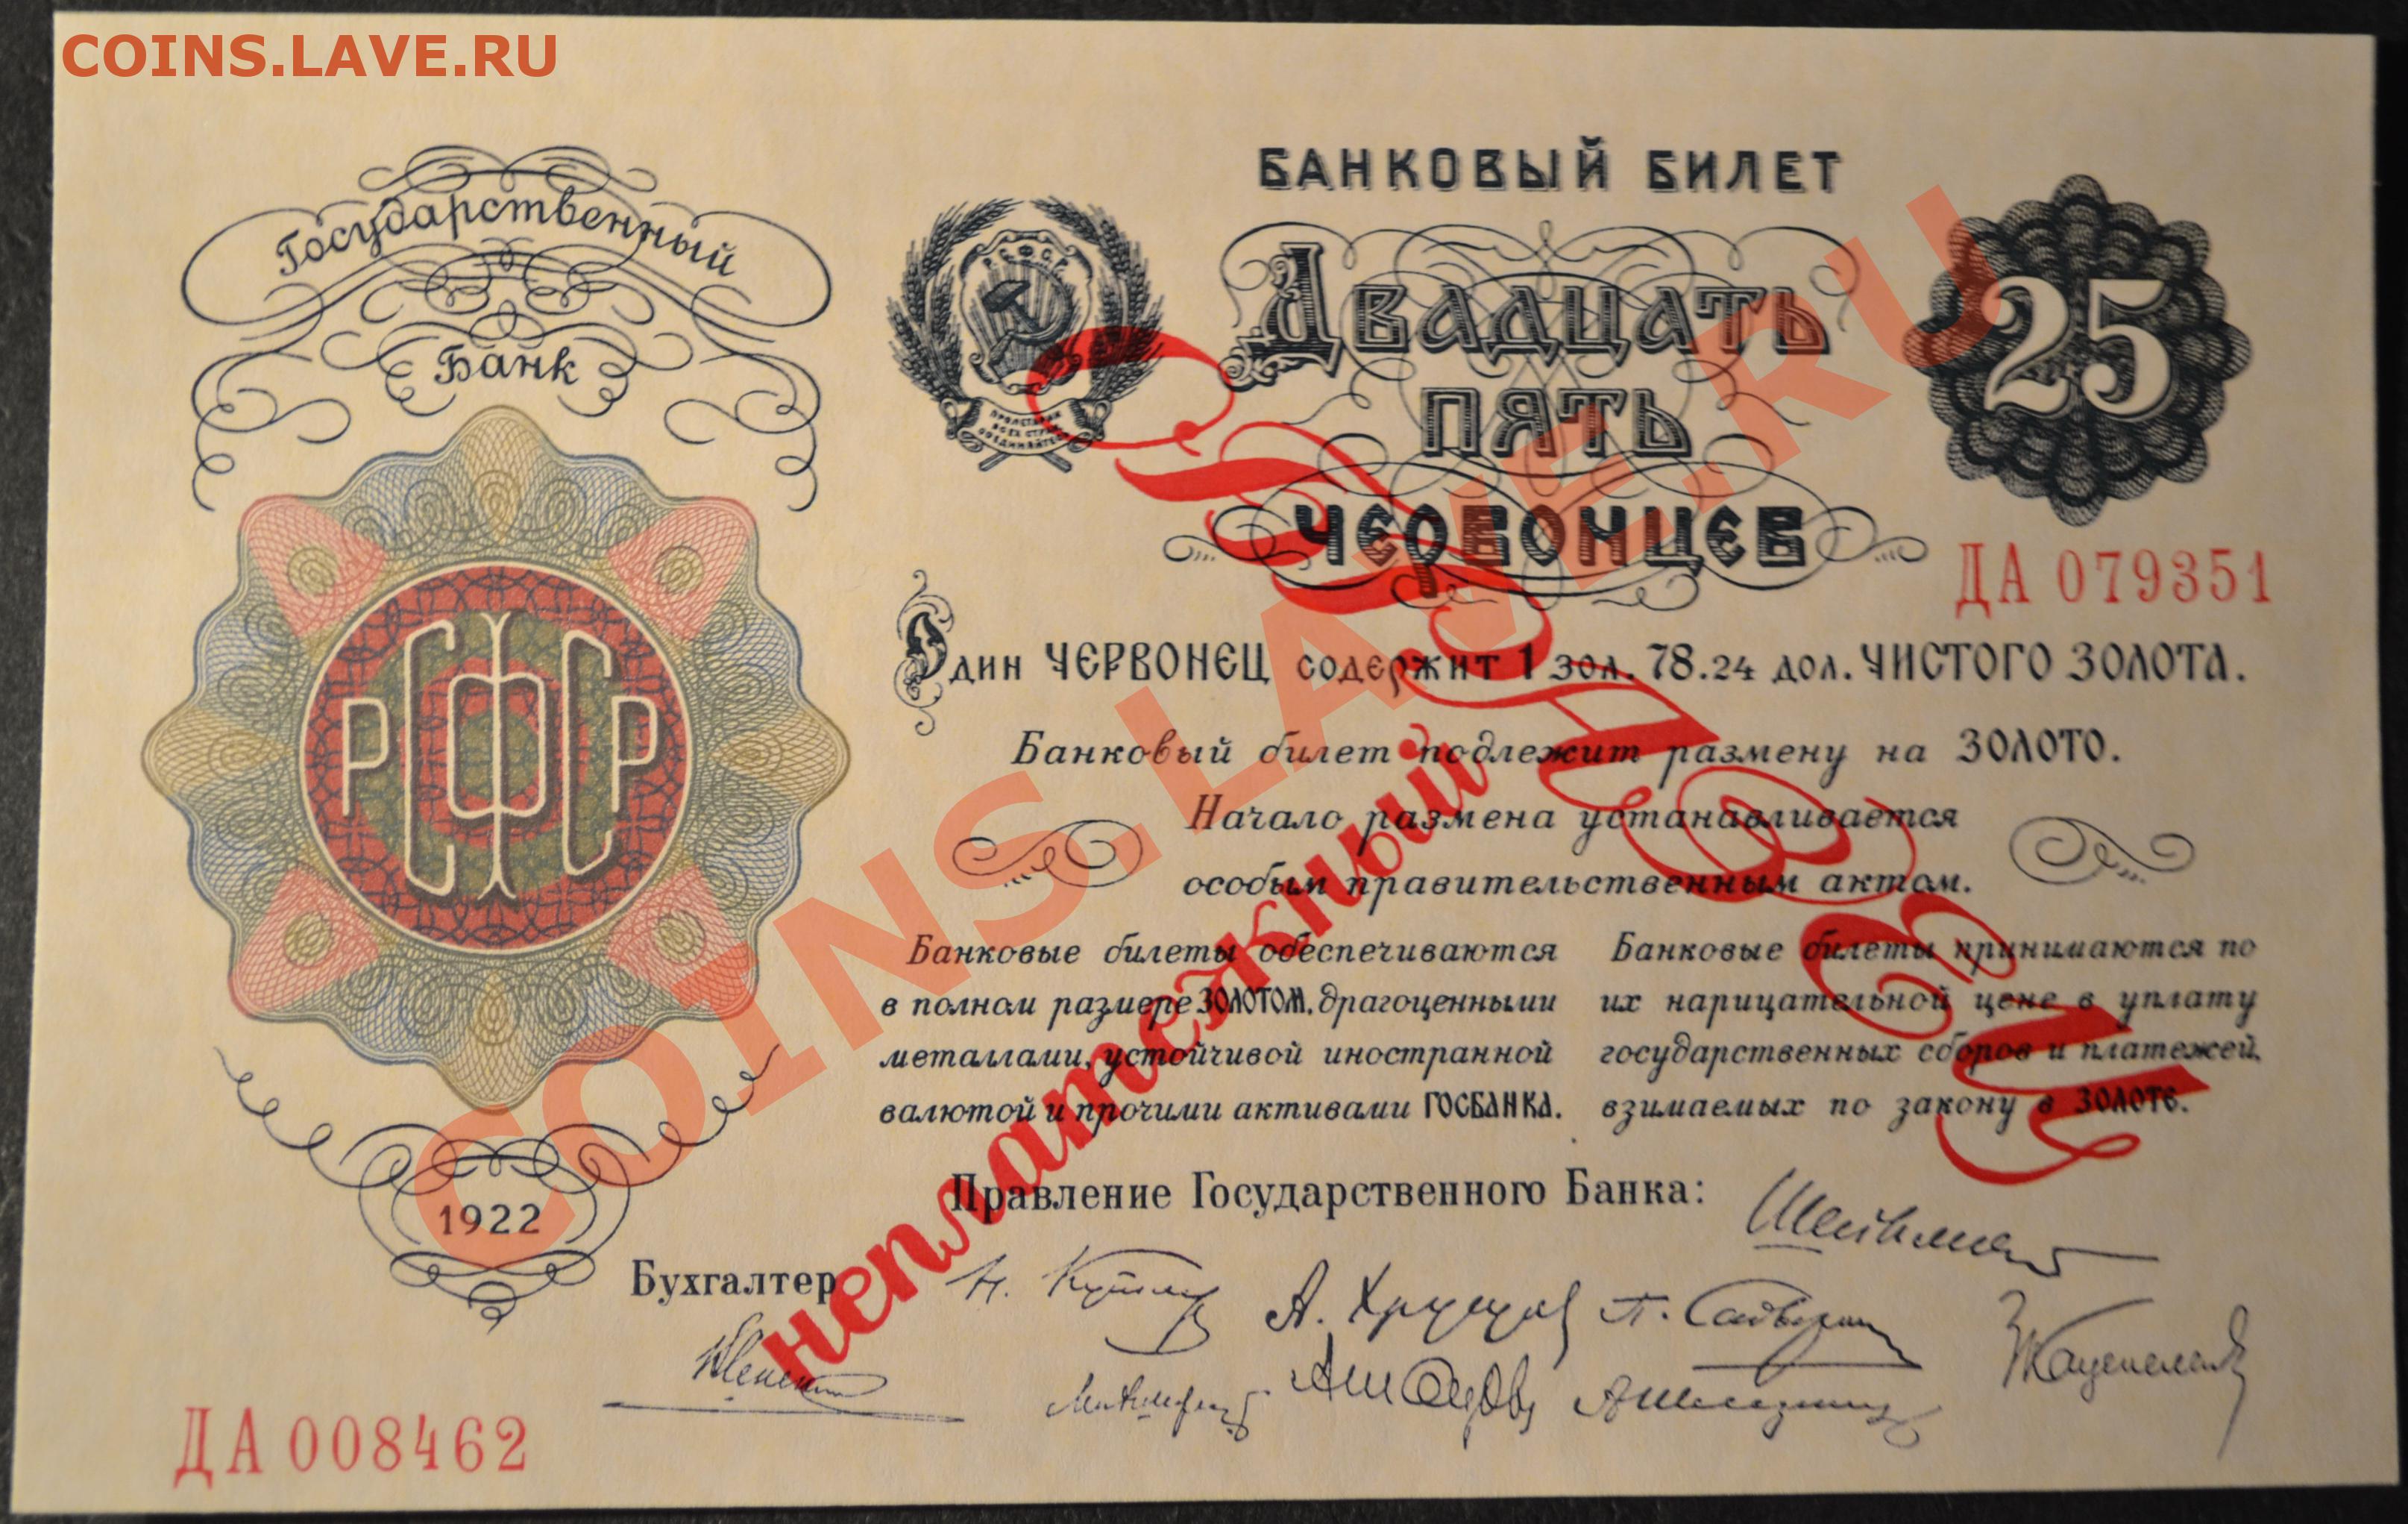 COINS.LAVE.RU
Государственный
Банк
РСФСР
1922
БАНКОВЫЙ БИЛЕТ
Р.С.Ф.С.Р.
ПРОЛЕТАРИИ
ВСЕХ СТРАН
СОЕДИНЯЙТЕСЬ
Двадцать
пять
червонцев
25
ДА 079351
Один ЧЕРВОНЕЦ содержит 1 зол. 78.24 дол. ЧИСТОГО ЗОЛОТА.
Банковый билет подлежит размену на ЗОЛОТО.
Начало размена устанавливается
особым правительственным актом.
Банковые билеты обеспечиваются
в полном размере ЗОЛОТОМ, драгоценными
металлами, устойчивой иностранной
валютой и прочими активами ГОСБАНКА.
Банковые билеты принимаются по
их нарицательной цене в уплату
государственных сборов и платежей,
взимаемых по закону в ЗОЛОТЕ.
Правление Государственного Банка:
Бухгалтер
Н.
А.
П.
ДА 008462
неплатежный
COINS.LAVE.RU